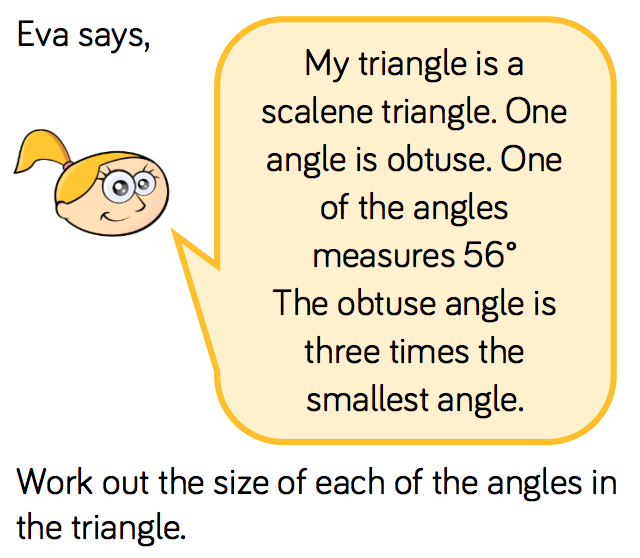 Eva says,
My triangle is a
scalene triangle. One
angle is obtuse. One
of the angles
measures 56°
The obtuse angle is
three times the
smallest angle.
Work out the size of each of the angles in
the triangle.